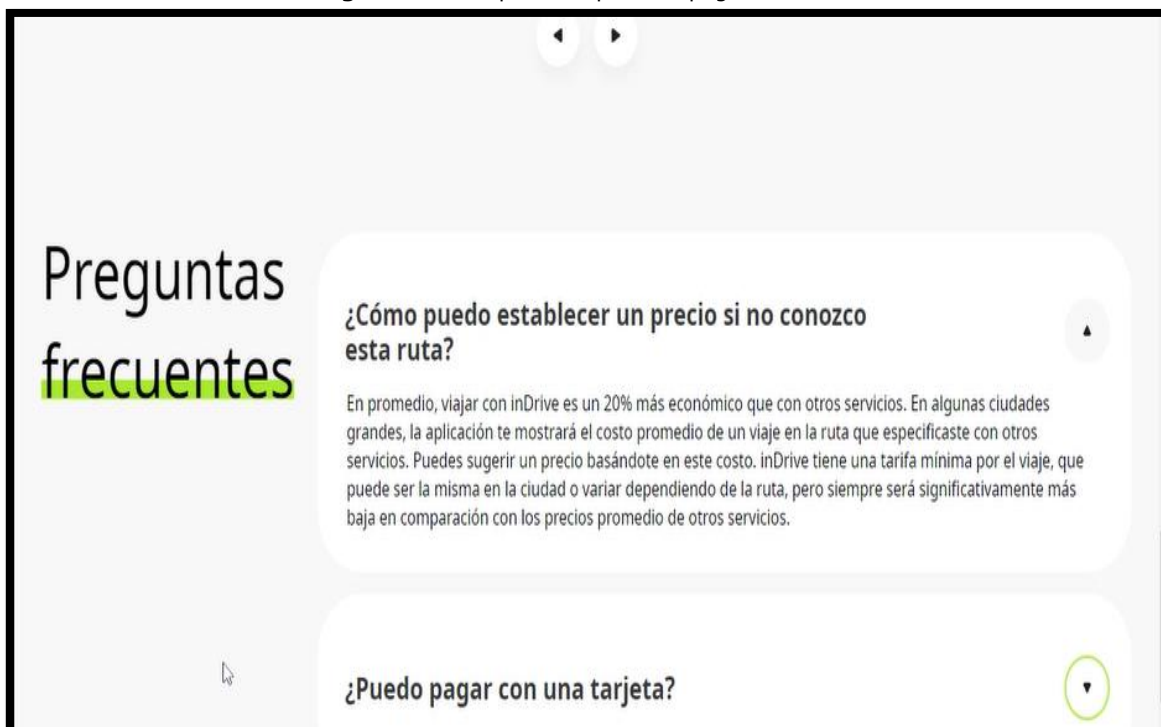 Preguntas
frecuentes
¿Cómo puedo establecer un precio si no conozco
esta ruta?
En promedio, viajar con inDrive es un 20% más económico que con otros servicios. En algunas ciudades
grandes, la aplicación te mostrará el costo promedio de un viaje en la ruta que especificaste con otros
servicios. Puedes sugerir un precio basándote en este costo. inDrive tiene una tarifa mínima por el viaje, que
puede ser la misma en la ciudad o variar dependiendo de la ruta, pero siempre será significativamente más
baja en comparación con los precios promedio de otros servicios.
¿Puedo pagar con una tarjeta?